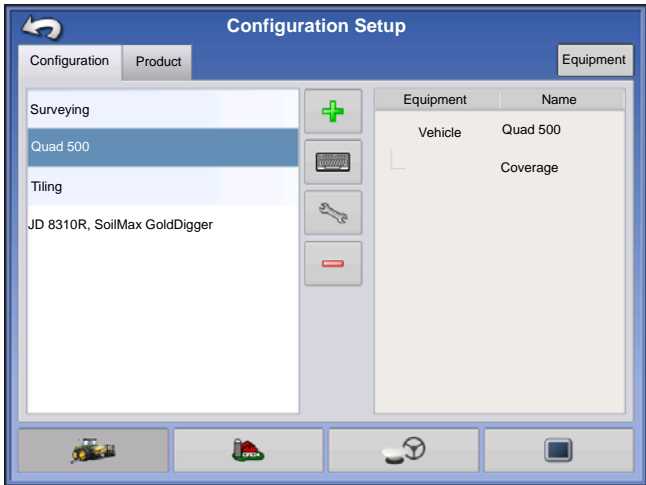 Configuration Setup
Configuration
Product
Equipment
Surveying
Quad 500
Tiling
JD 8310R, SoilMax GoldDigger
Equipment Name
Vehicle Quad 500
Coverage